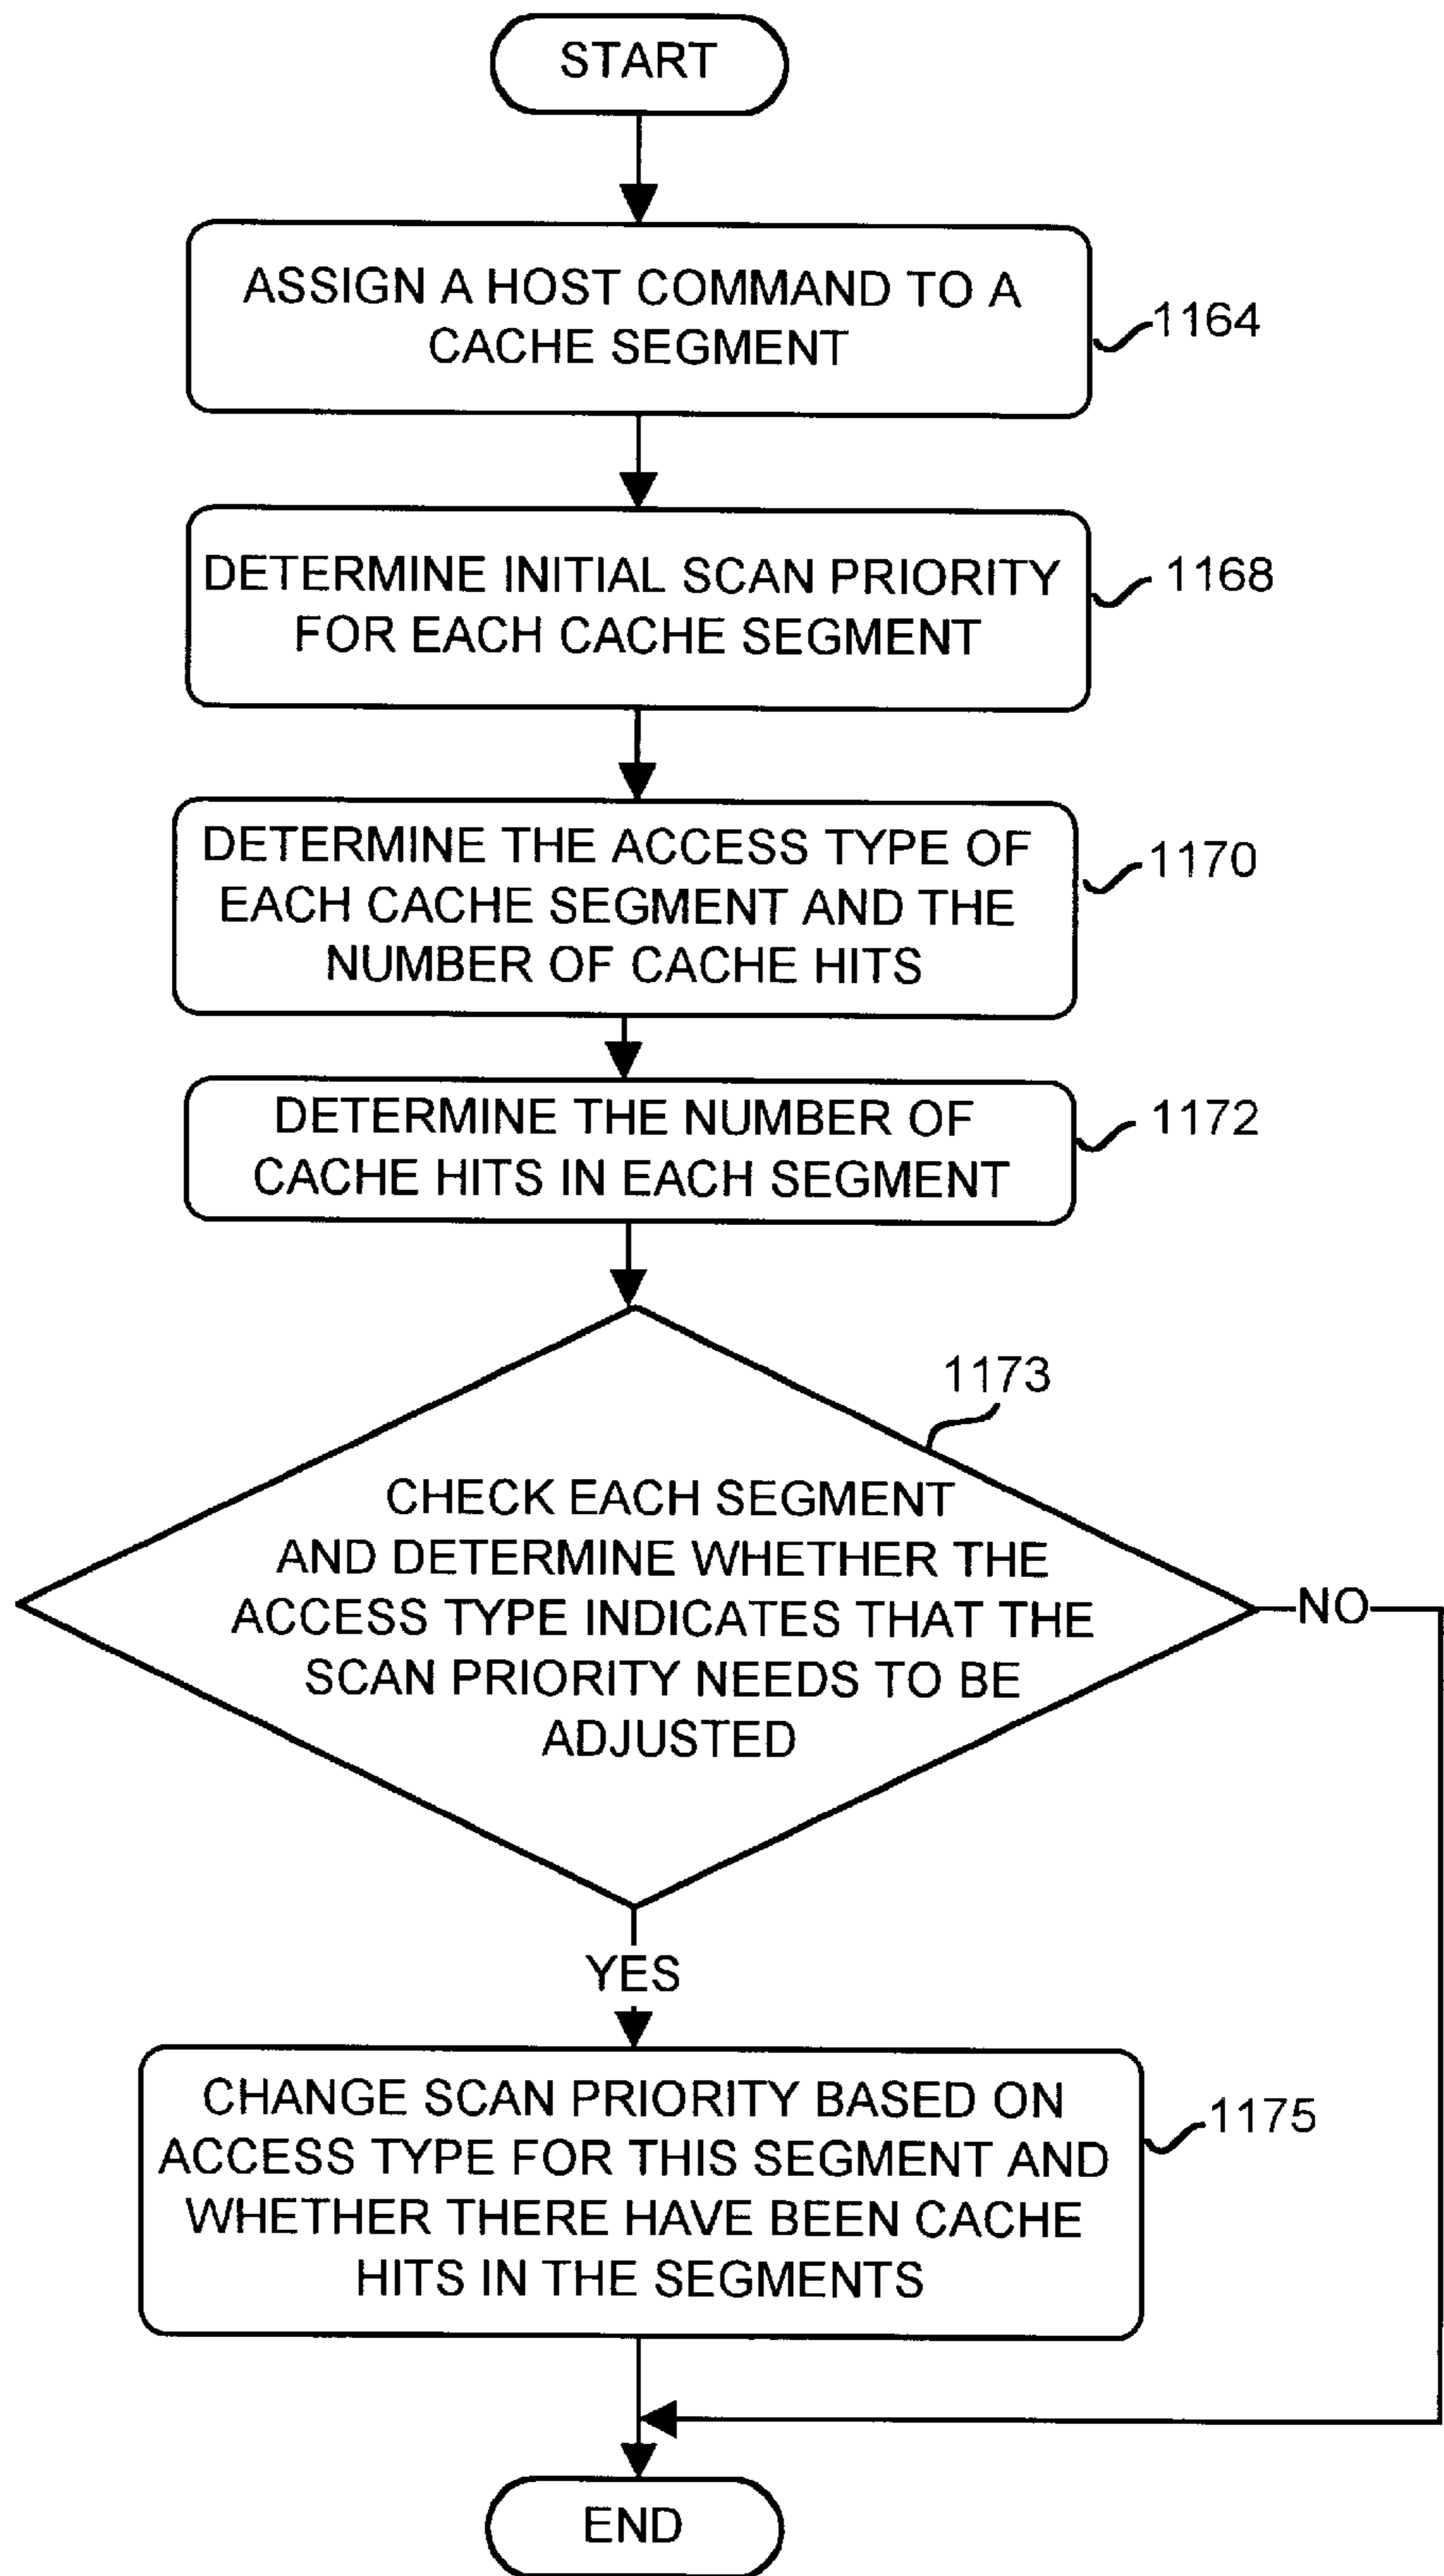 START
ASSIGN A HOST COMMAND TO A
CACHE SEGMENT
1164
DETERMINE INITIAL SCAN PRIORITY
FOR EACH CACHE SEGMENT
1168
DETERMINE THE ACCESS TYPE OF
EACH CACHE SEGMENT AND THE
NUMBER OF CACHE HITS
1170
DETERMINE THE NUMBER OF
CACHE HITS IN EACH SEGMENT
1172
1173
CHECK EACH SEGMENT
AND DETERMINE WHETHER THE
ACCESS TYPE INDICATES THAT THE
SCAN PRIORITY NEEDS TO BE
ADJUSTED
NO
YES
CHANGE SCAN PRIORITY BASED ON
ACCESS TYPE FOR THIS SEGMENT AND
WHETHER THERE HAVE BEEN CACHE
HITS IN THE SEGMENTS
1175
END